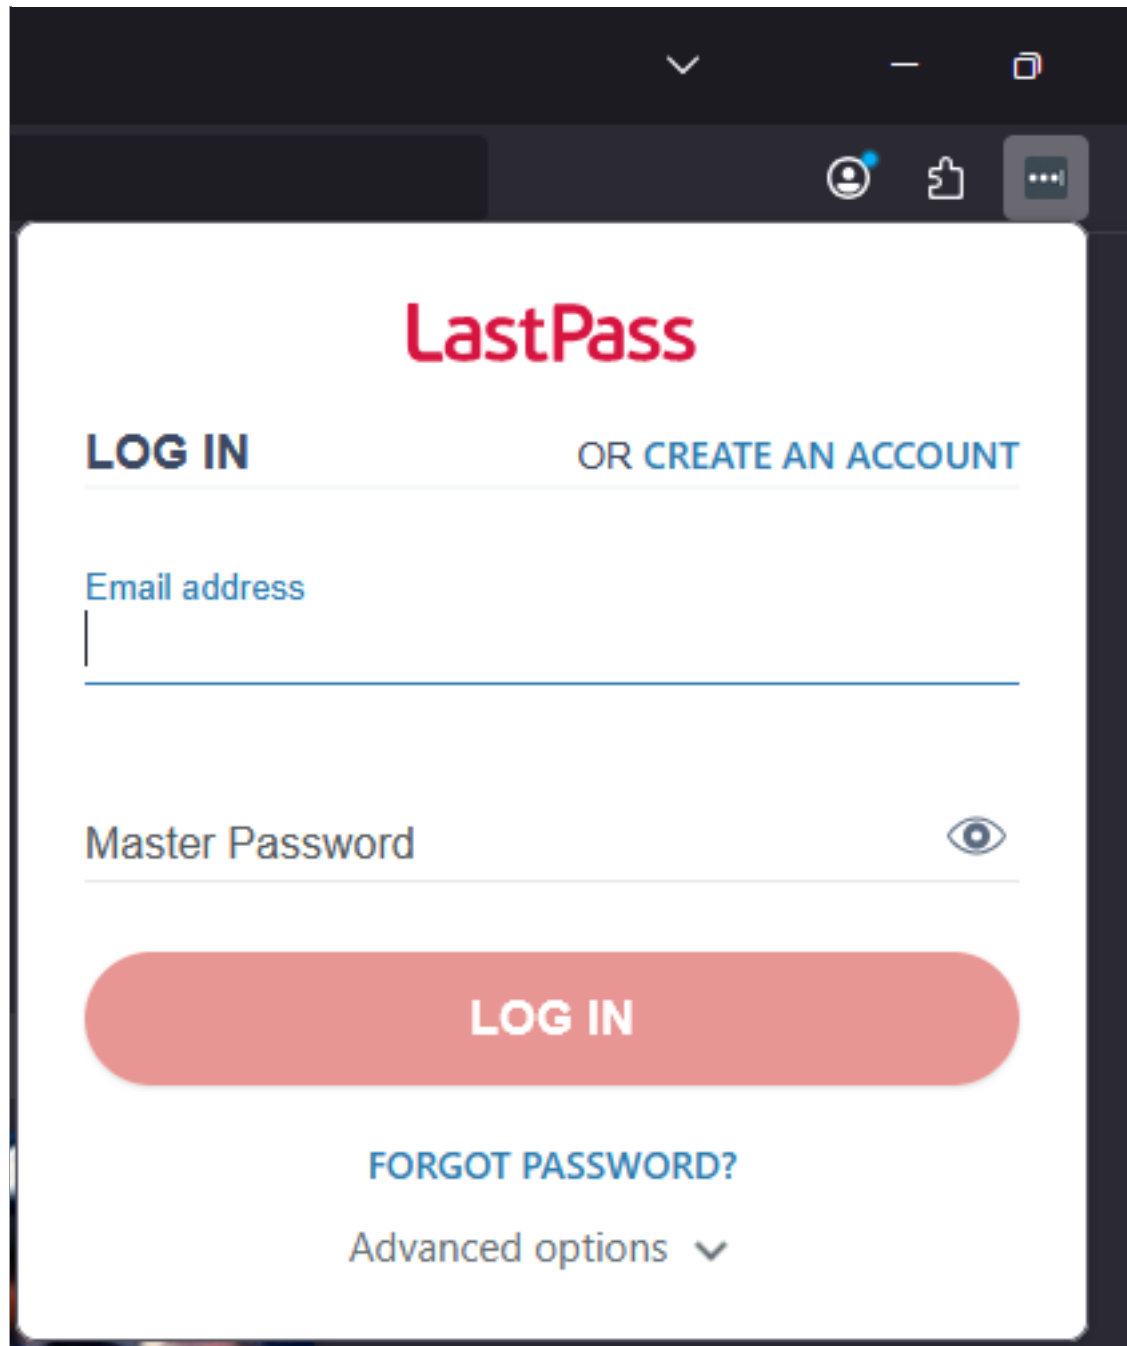 LastPass
LOG IN
OR CREATE AN ACCOUNT
Email address
Master Password
LOG IN
FORGOT PASSWORD?
Advanced options